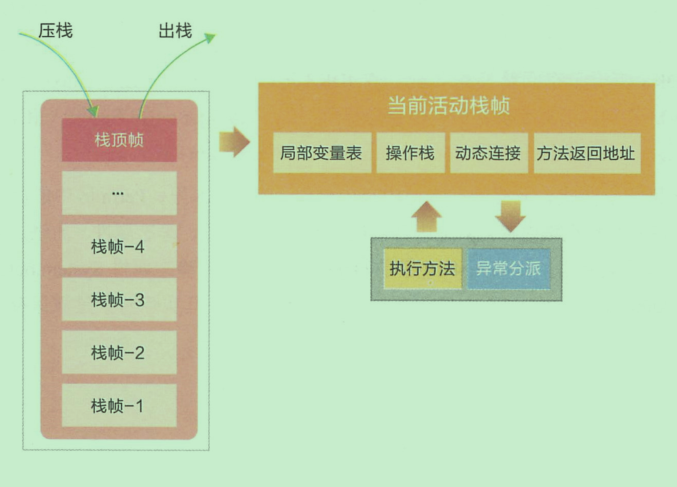 压栈
出栈
栈顶帧
...
栈帧-4
栈帧-3
栈帧-2
栈帧-1
当前活动栈帧
局部变量表
操作栈
动态连接
方法返回地址
执行方法
异常分派